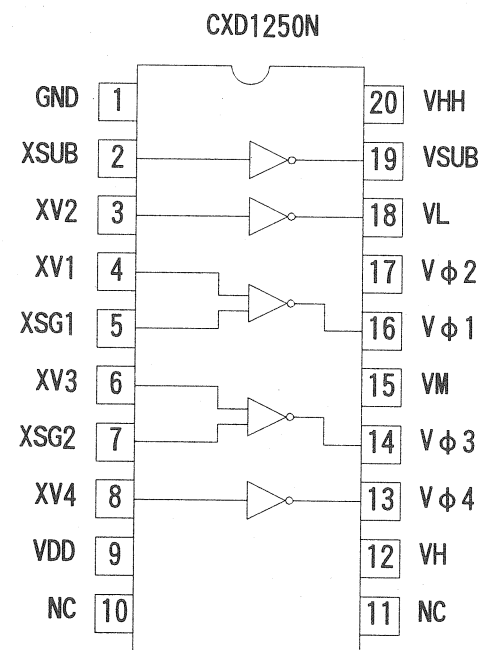 CXD1250N
GND 1 20 VHH
XSUB 2 19 VSUB
XV2 3 18 VL
XV1 4 17 Vφ2
XSG1 5 16 Vφ1
XV3 6 15 VM
XSG2 7 14 Vφ3
XV4 8 13 Vφ4
VDD 9 12 VH
NC 10 11 NC